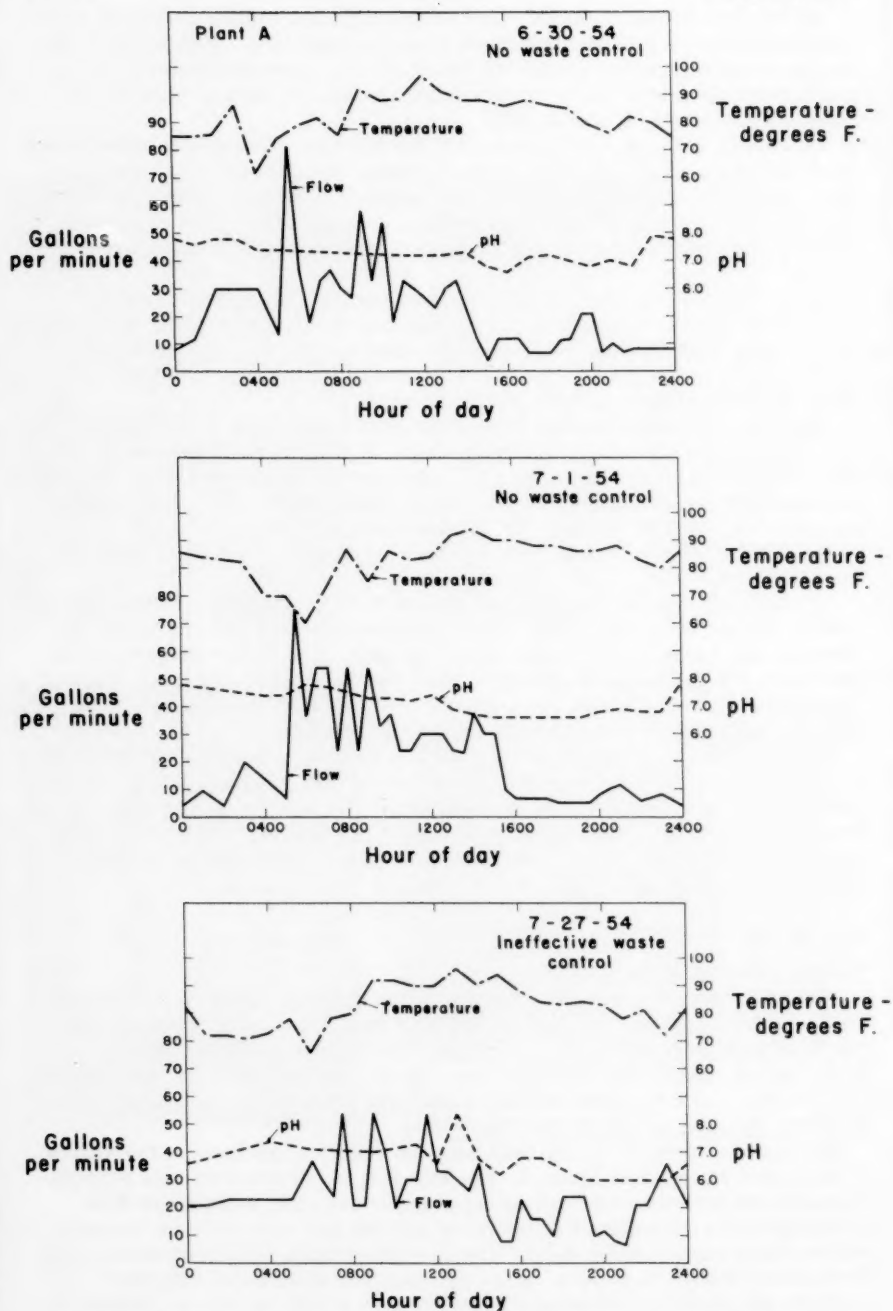 Plant A
6 - 30 - 54
No waste control
100
90
80
70
60
Temperature -
degrees F.
90
80
70
60
50
40
30
20
10
0
Temperature
Flow
pH
Gallons
per minute
8.0
7.0
6.0
pH
0
0400
0800
1200
1600
2000
2400
Hour of day
7 - 1 - 54
No waste control
100
90
80
70
60
Temperature -
degrees F.
80
70
60
50
40
30
20
10
0
Temperature
pH
Flow
Gallons
per minute
8.0
7.0
6.0
pH
0
0400
0800
1200
1600
2000
2400
Hour of day
7 - 27 - 54
Ineffective waste
control
100
90
80
70
60
Temperature -
degrees F.
80
70
60
50
40
30
20
10
0
Temperature
pH
Flow
Gallons
per minute
8.0
7.0
6.0
pH
0
0400
0800
1200
1600
2000
2400
Hour of day